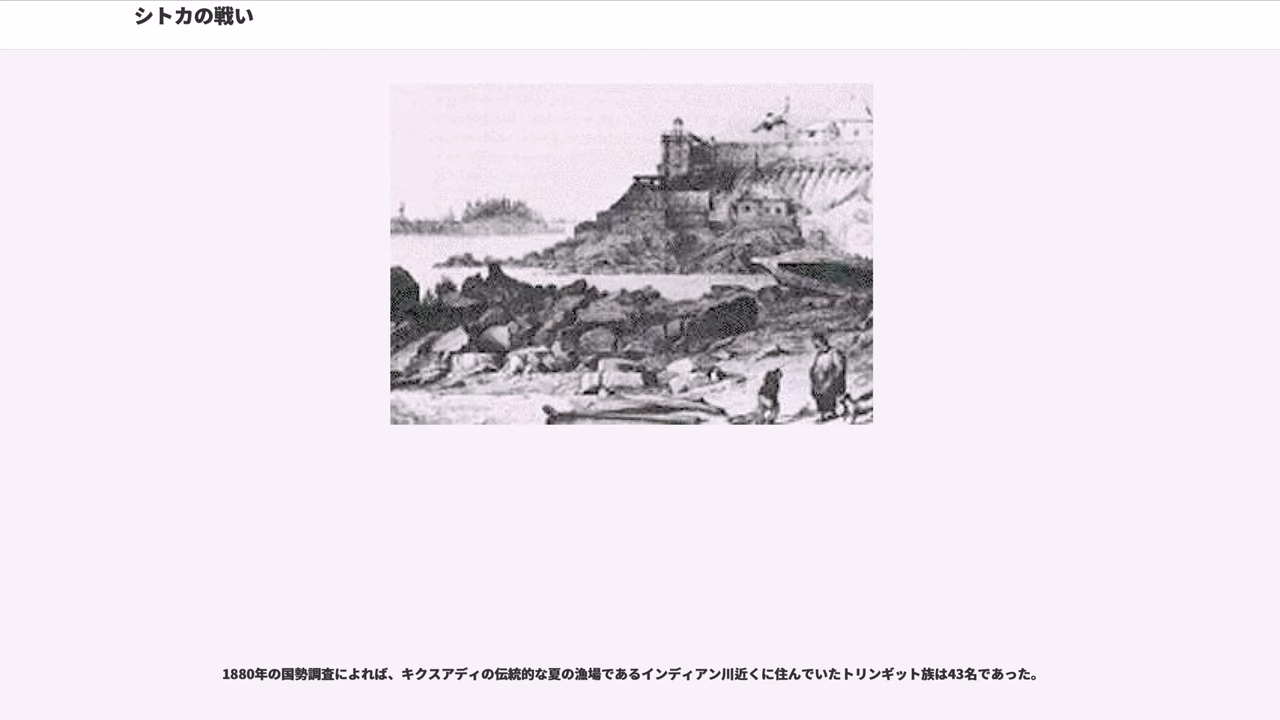 シトカの戦い
1880年の国勢調査によれば、キクスアディの伝統的な夏の漁場であるインディアン川近くに住んでいたトリンギット族は43名であった。